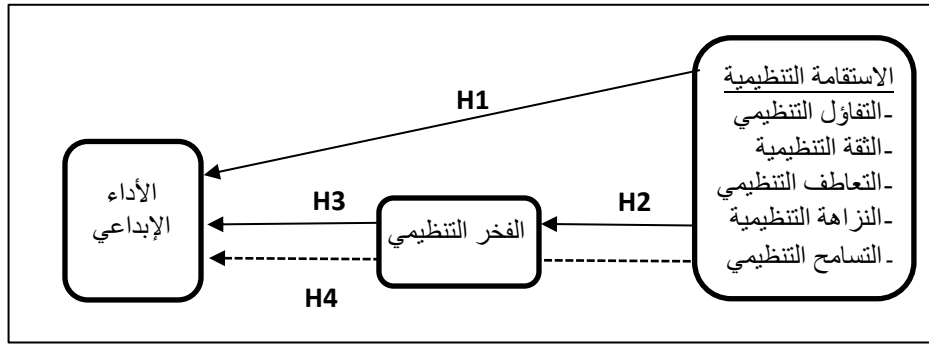 الاستقامة التنظيمية
-التفاؤل التنظيمي
-الثقة التنظيمية
-التعاطف التنظيمي
-النزاهة التنظيمية
-التسامح التنظيمي
H1
H2
الفخر التنظيمي
H3
H4
الأداء
الإبداعي